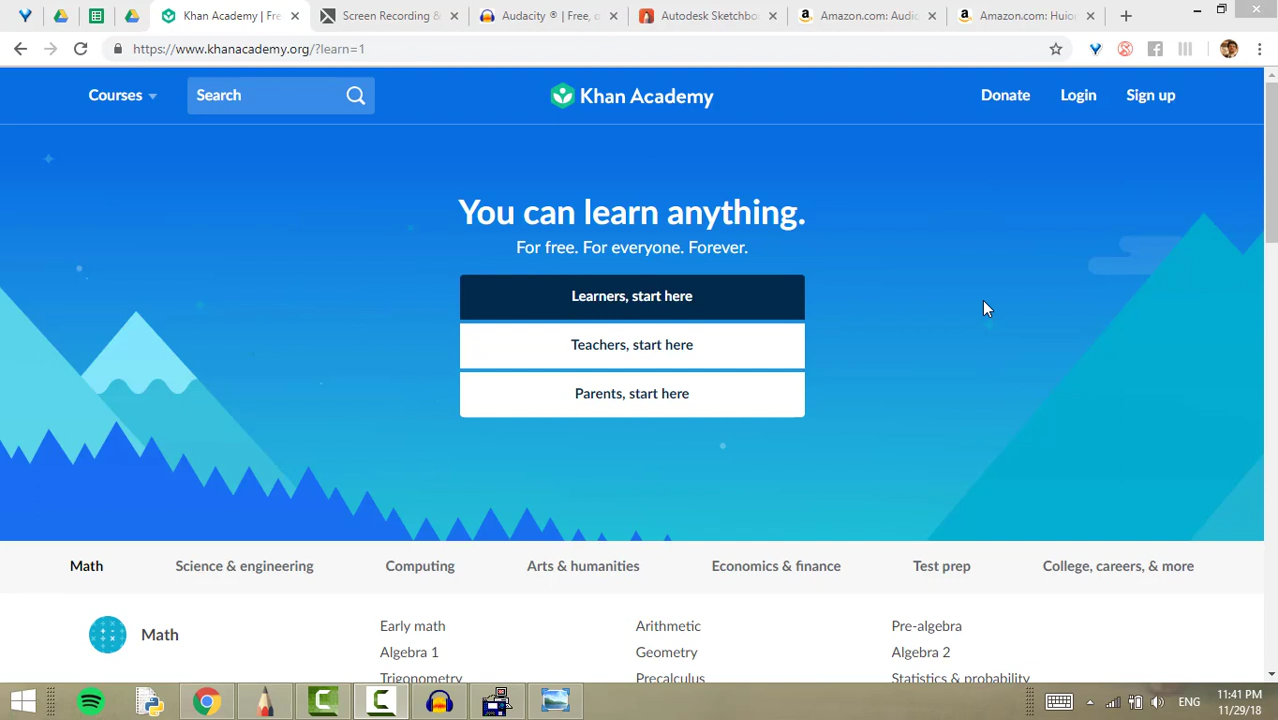 Khan Academy | Fre
Screen Recording &
Audacity ® | Free, o
Autodesk Sketchbo
Amazon.com: Audio
Amazon.com: Huion
https://www.khanacademy.org/?learn=1
Courses
Search
Khan Academy
Donate
Login
Sign up
You can learn anything.
For free. For everyone. Forever.
Learners, start here
Teachers, start here
Parents, start here
Math
Science & engineering
Computing
Arts & humanities
Economics & finance
Test prep
College, careers, & more
Math
Early math
Arithmetic
Pre-algebra
Algebra 1
Geometry
Algebra 2
Trigonometry
Precalculus
Statistics & probability
ENG
11:41 PM
11/29/18